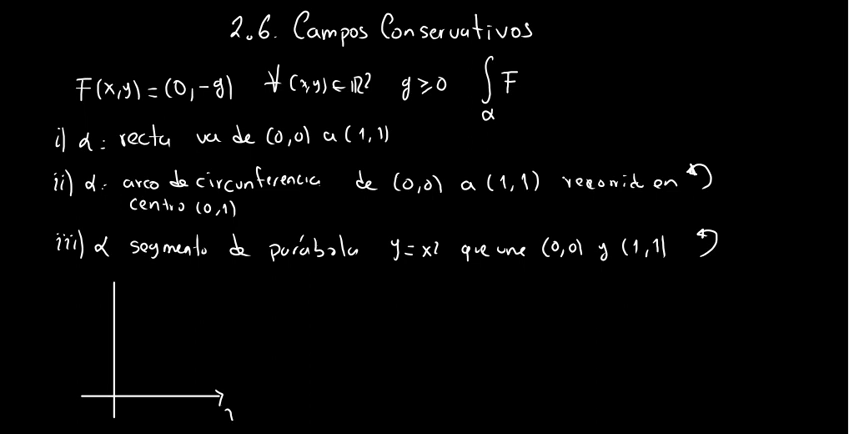 2.6. Campos Conservativos
F(x,y) = (0,-g) ∀ (x,y) ∈ ℝ² g ≥ 0 ∫_α F
i) α: recta va de (0,0) a (1,1)
ii) α: arco de circunferencia de (0,0) a (1,1) recorrid en ↺
centro (0,1)
iii) α segmento de parábola y = x² que une (0,0) y (1,1) ↺